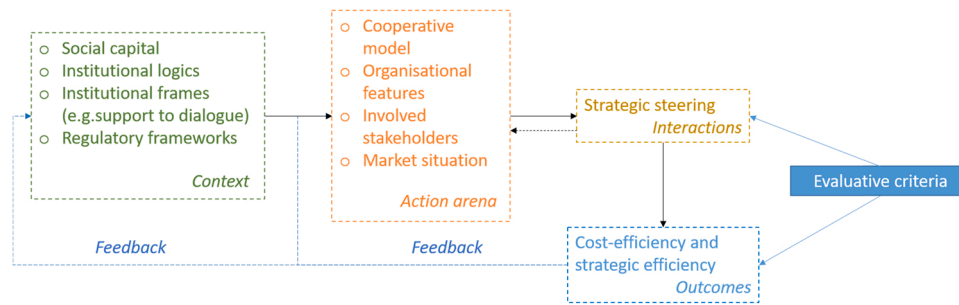 o Social capital
o Institutional logics
o Institutional frames
(e.g.support to dialogue)
o Regulatory frameworks
Context
o Cooperative
model
o Organisational
features
o Involved
stakeholders
o Market situation
Action arena
Strategic steering
Interactions
Evaluative criteria
Feedback
Feedback
Cost-efficiency and
strategic efficiency
Outcomes